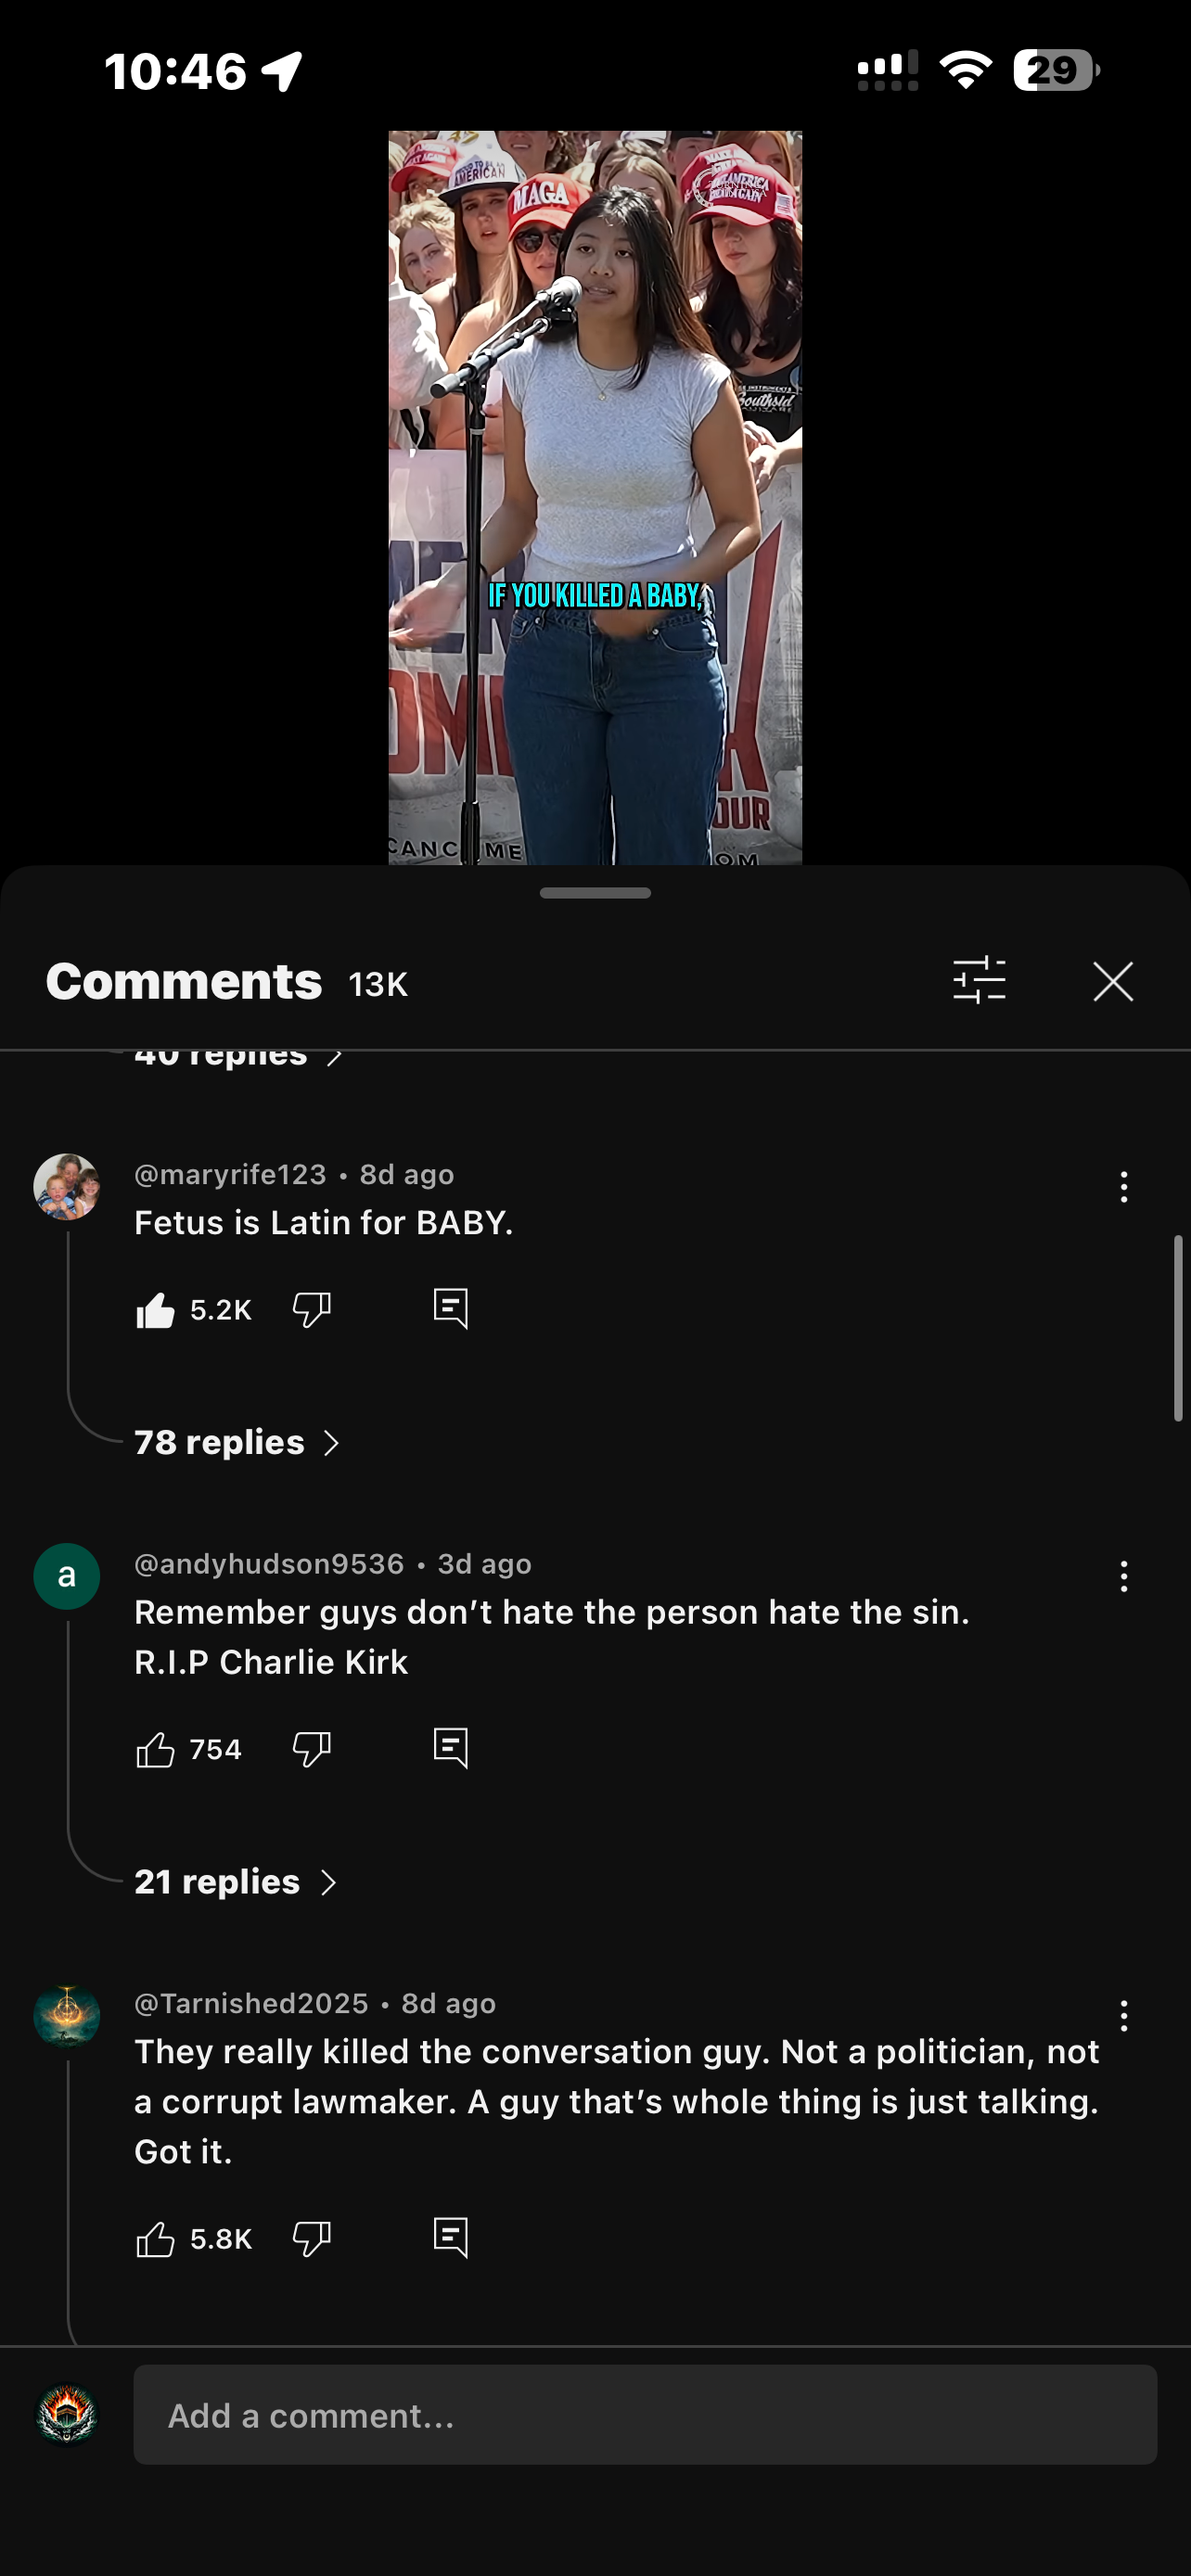 10:46
29
AMERICAN
MAGA
IF YOU KILLED A BABY,
OUR
Comments 13K
40 replies
@maryrife123 • 8d ago
Fetus is Latin for BABY.
5.2K
78 replies
a
@andyhudson9536 • 3d ago
Remember guys don’t hate the person hate the sin.
R.I.P Charlie Kirk
754
21 replies
@Tarnished2025 • 8d ago
They really killed the conversation guy. Not a politician, not
a corrupt lawmaker. A guy that’s whole thing is just talking.
Got it.
5.8K
Add a comment...